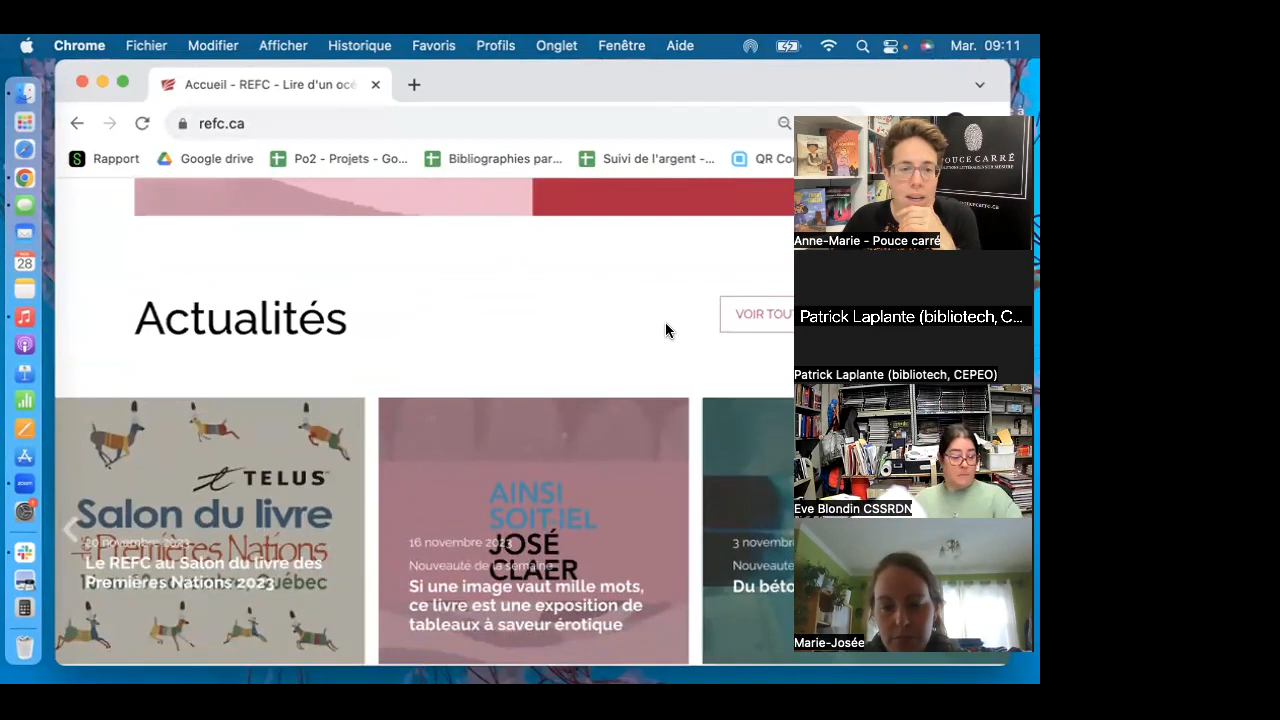 Chrome Fichier Modifier Afficher Historique Favoris Profils Onglet Fenêtre Aide Mar. 09:11
Accueil - REFC - Lire d'un océ
refc.ca
Rapport Google drive Po2 - Projets - Go... Bibliographies par... Suivi de l'argent -... QR Co
28
Actualités
VOIR TOU
TELUS
Salon du livre
Premières Nations
20 novembre 2023
Le REFC au Salon du livre des
Premières Nations 2023
AINSI
SOIT-IEL
JOSÉ
CLAER
16 novembre 2023
Nouveauté de la semaine
Si une image vaut mille mots,
ce livre est une exposition de
tableaux à saveur érotique
3 novemb
Nouveau
Du béto
POUCE CARRÉ
Anne-Marie - Pouce carré
Patrick Laplante (bibliotech, C...
Patrick Laplante (bibliotech, CEPEO)
Eve Blondin CSSRDN
Marie-Josée